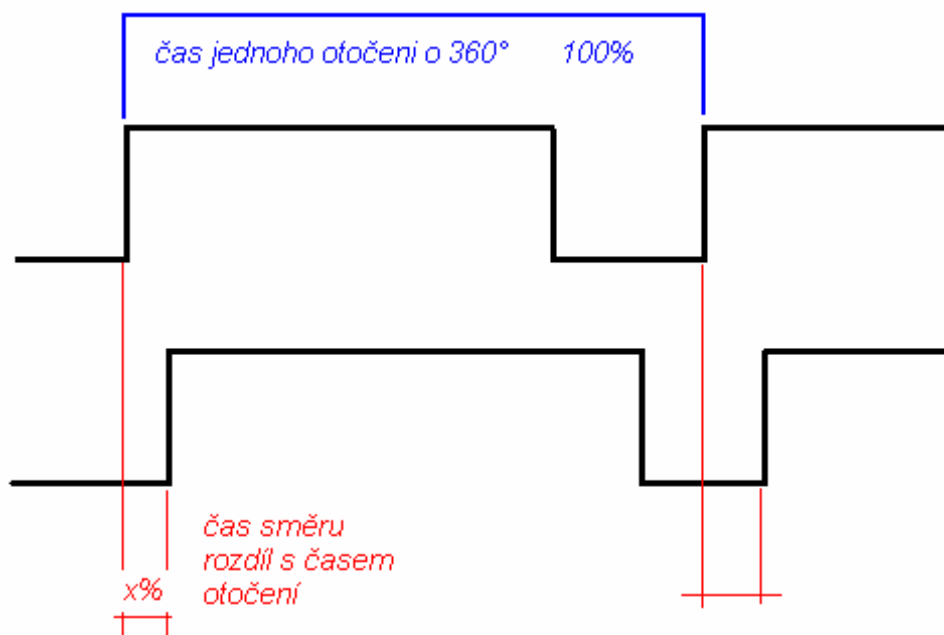 čas jednoho otočeni o 360° 100%
čas směru
rozdíl s časem
otočení
x%